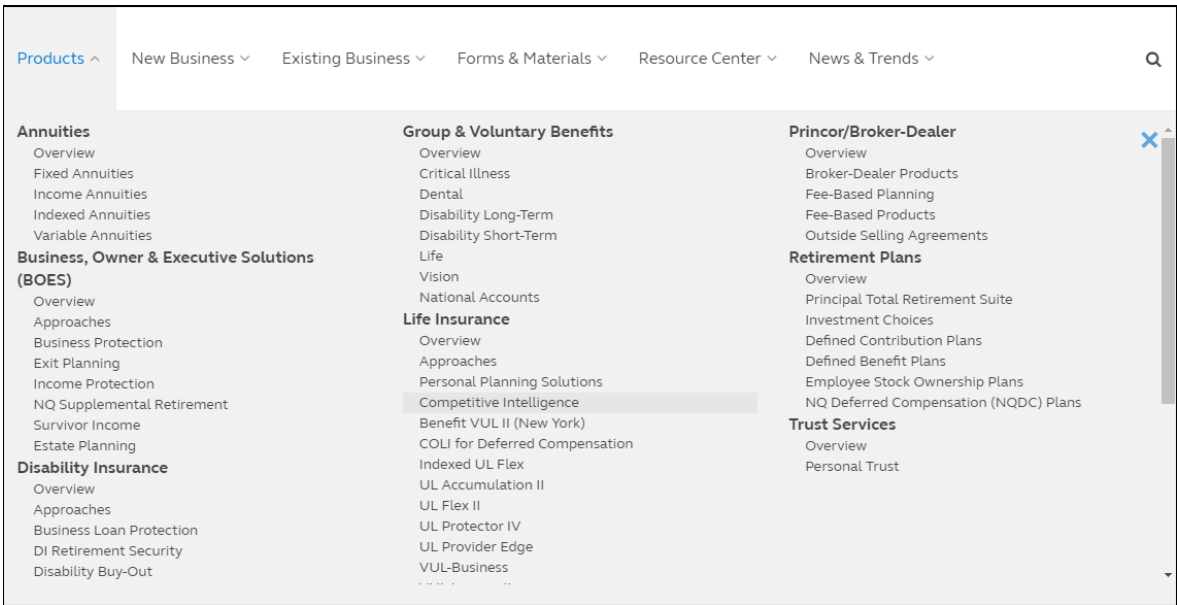 Products New Business Existing Business Forms & Materials Resource Center News & Trends
Annuities
Overview
Fixed Annuities
Income Annuities
Indexed Annuities
Variable Annuities
Business, Owner & Executive Solutions
(BOES)
Overview
Approaches
Business Protection
Exit Planning
Income Protection
NQ Supplemental Retirement
Survivor Income
Estate Planning
Disability Insurance
Overview
Approaches
Business Loan Protection
DI Retirement Security
Disability Buy-Out
Group & Voluntary Benefits
Overview
Critical Illness
Dental
Disability Long-Term
Disability Short-Term
Life
Vision
National Accounts
Life Insurance
Overview
Approaches
Personal Planning Solutions
Competitive Intelligence
Benefit VUL II (New York)
COLI for Deferred Compensation
Indexed UL Flex
UL Accumulation II
UL Flex II
UL Protector IV
UL Provider Edge
VUL-Business
Princor/Broker-Dealer
Overview
Broker-Dealer Products
Fee-Based Planning
Fee-Based Products
Outside Selling Agreements
Retirement Plans
Overview
Principal Total Retirement Suite
Investment Choices
Defined Contribution Plans
Defined Benefit Plans
Employee Stock Ownership Plans
NQ Deferred Compensation (NQDC) Plans
Trust Services
Overview
Personal Trust